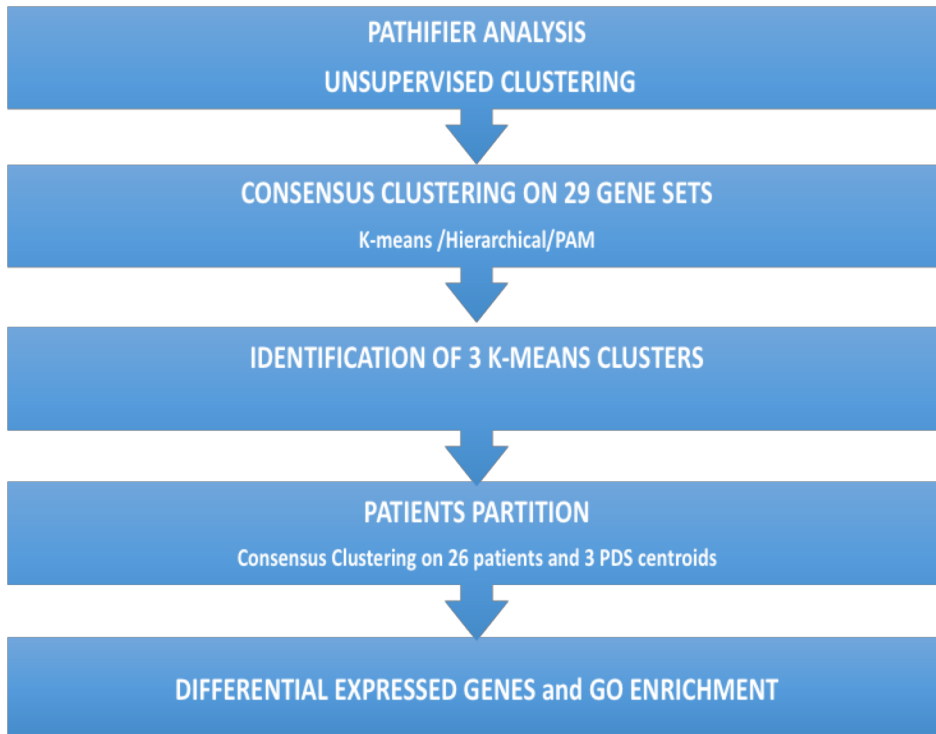 PATHIFIER ANALYSIS
UNSUPERVISED CLUSTERING
CONSENSUS CLUSTERING ON 29 GENE SETS
K-means /Hierarchical/PAM
IDENTIFICATION OF 3 K-MEANS CLUSTERS
PATIENTS PARTITION
Consensus Clustering on 26 patients and 3 PDS centroids
DIFFERENTIAL EXPRESSED GENES and GO ENRICHMENT